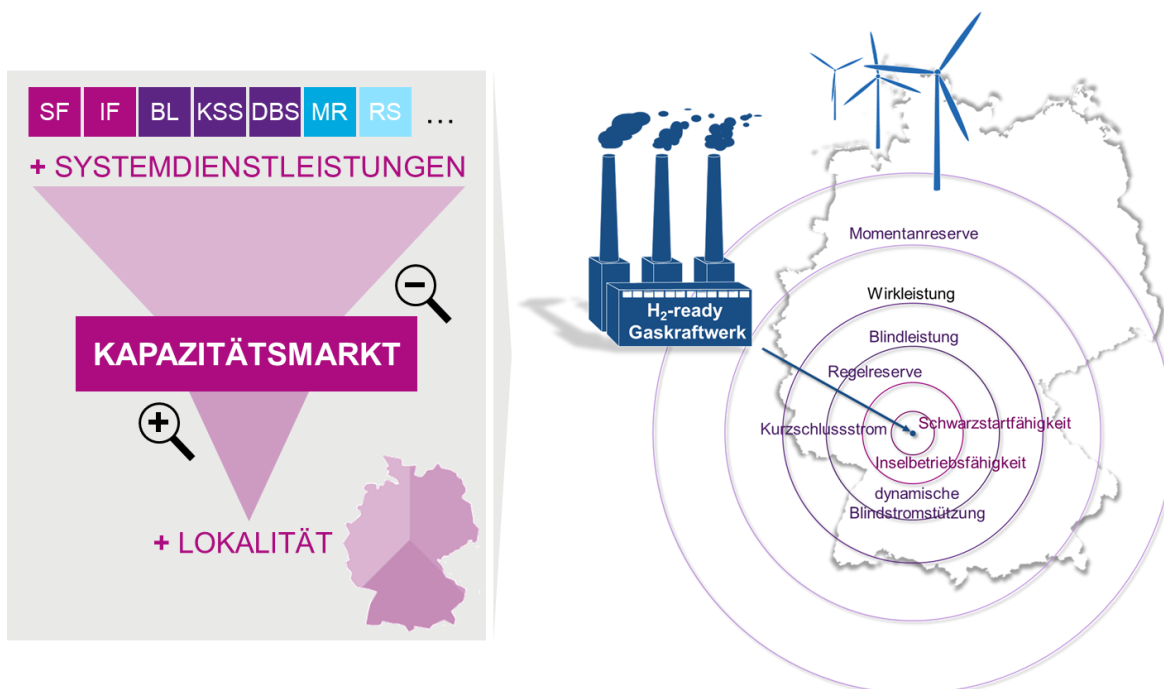 SF IF BL KSS DBS MR RS ...
+ SYSTEMDIENSTLEISTUNGEN
KAPAZITÄTSMARKT
+ LOKALITÄT
H₂-ready
Gaskraftwerk
Momentanreserve
Wirkleistung
Blindleistung
Regelreserve
Kurzschlussstrom
Schwarzstartfähigkeit
Inselbetriebsfähigkeit
dynamische
Blindstromstützung